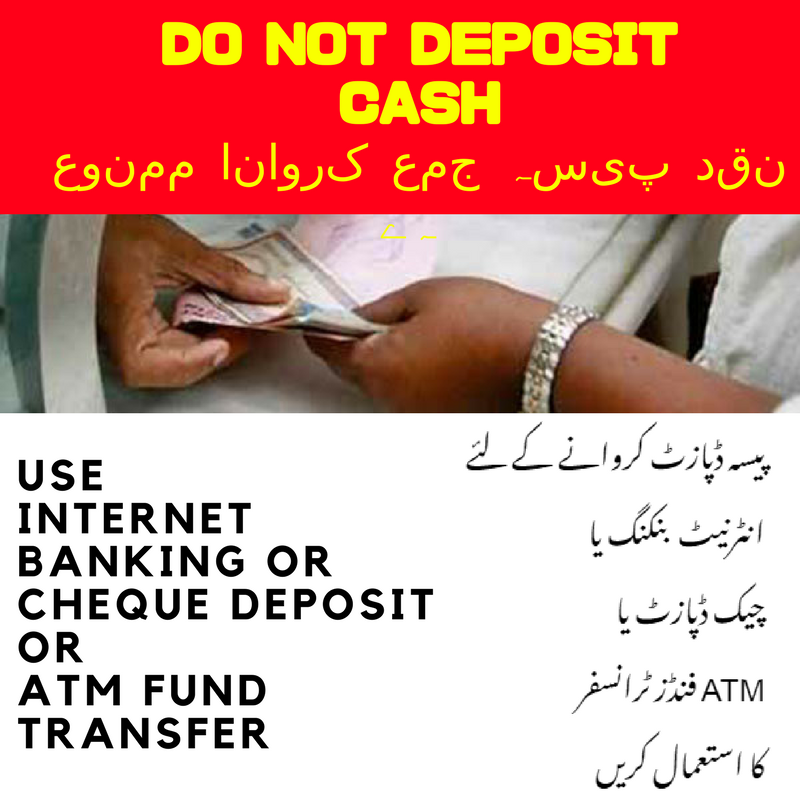 DO NOT DEPOSIT
CASH
نقد پیسہ جمع کروانا ممنوع
ہے
USE
INTERNET
BANKING OR
CHEQUE DEPOSIT
OR
ATM FUND
TRANSFER
پیسہ ڈپازٹ کروانے کے لئے
انٹرنیٹ بنکنگ یا
چیک ڈپازٹ یا
ATM فنڈز ٹرانسفر
کا استعمال کریں